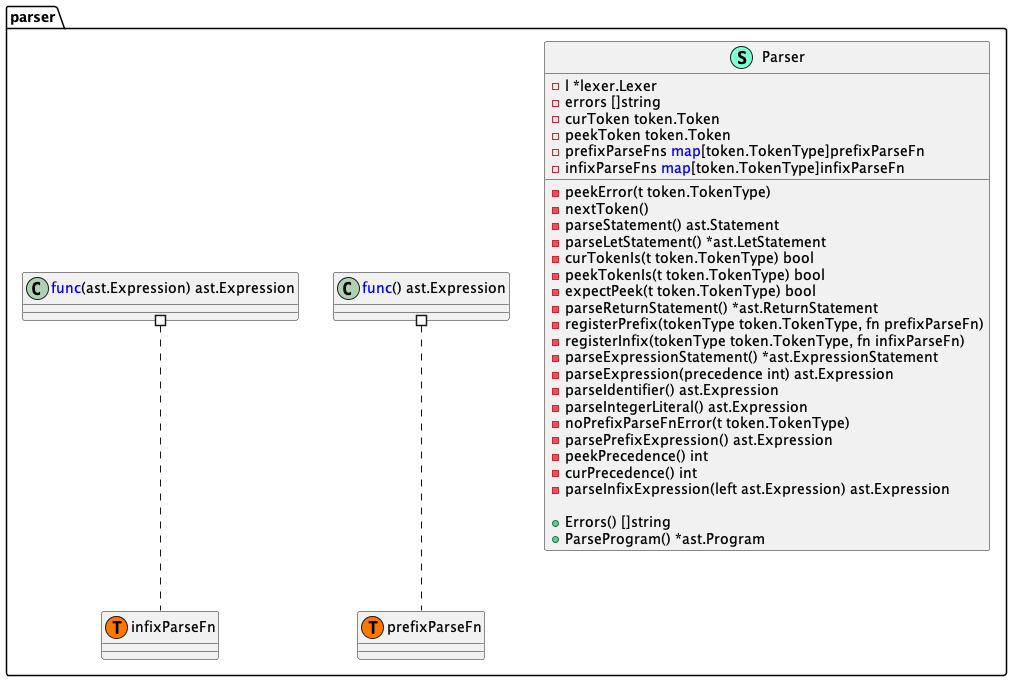 parser
S Parser
l *lexer.Lexer
errors []string
curToken token.Token
peekToken token.Token
prefixParseFns map[token.TokenType]prefixParseFn
infixParseFns map[token.TokenType]infixParseFn
peekError(t token.TokenType)
nextToken()
parseStatement() ast.Statement
parseLetStatement() *ast.LetStatement
curTokenIs(t token.TokenType) bool
peekTokenIs(t token.TokenType) bool
expectPeek(t token.TokenType) bool
parseReturnStatement() *ast.ReturnStatement
registerPrefix(tokenType token.TokenType, fn prefixParseFn)
registerInfix(tokenType token.TokenType, fn infixParseFn)
parseExpressionStatement() *ast.ExpressionStatement
parseExpression(precedence int) ast.Expression
parseIdentifier() ast.Expression
parseIntegerLiteral() ast.Expression
noPrefixParseFnError(t token.TokenType)
parsePrefixExpression() ast.Expression
peekPrecedence() int
curPrecedence() int
parseInfixExpression(left ast.Expression) ast.Expression
Errors() []string
ParseProgram() *ast.Program
C func(ast.Expression) ast.Expression
C func() ast.Expression
T infixParseFn
T prefixParseFn